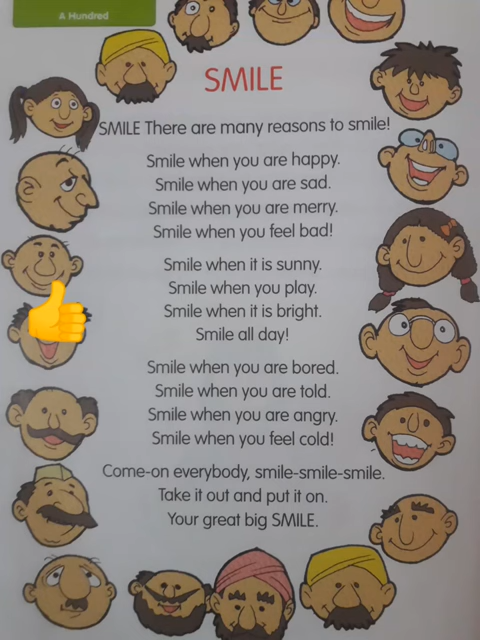 A Hundred
SMILE
SMILE There are many reasons to smile!
Smile when you are happy.
Smile when you are sad.
Smile when you are merry.
Smile when you feel bad!
Smile when it is sunny.
Smile when you play.
Smile when it is bright.
Smile all day!
Smile when you are bored.
Smile when you are told.
Smile when you are angry.
Smile when you feel cold!
Come-on everybody, smile-smile-smile.
Take it out and put it on.
Your great big SMILE.